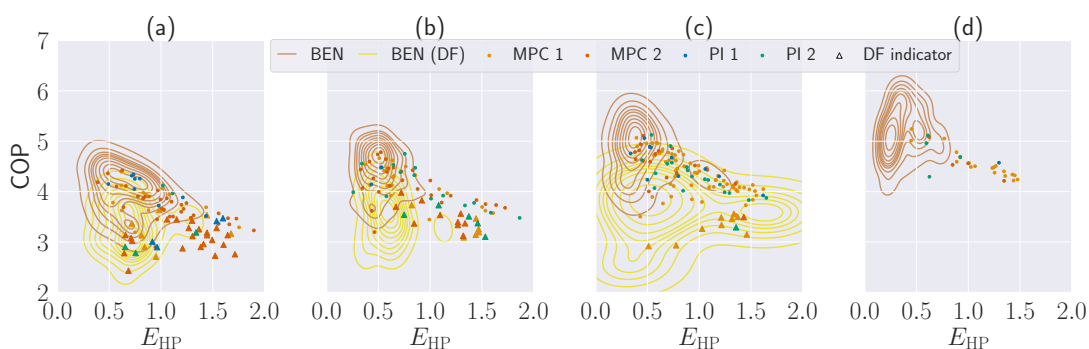 (a) (b) (c) (d)
BEN BEN (DF) MPC 1 MPC 2 PI 1 PI 2 DF indicator
COP
7
6
5
4
3
2
0.0 0.5 1.0 1.5 2.0 0.0 0.5 1.0 1.5 2.0 0.0 0.5 1.0 1.5 2.0 0.0 0.5 1.0 1.5 2.0
E_HP E_HP E_HP E_HP